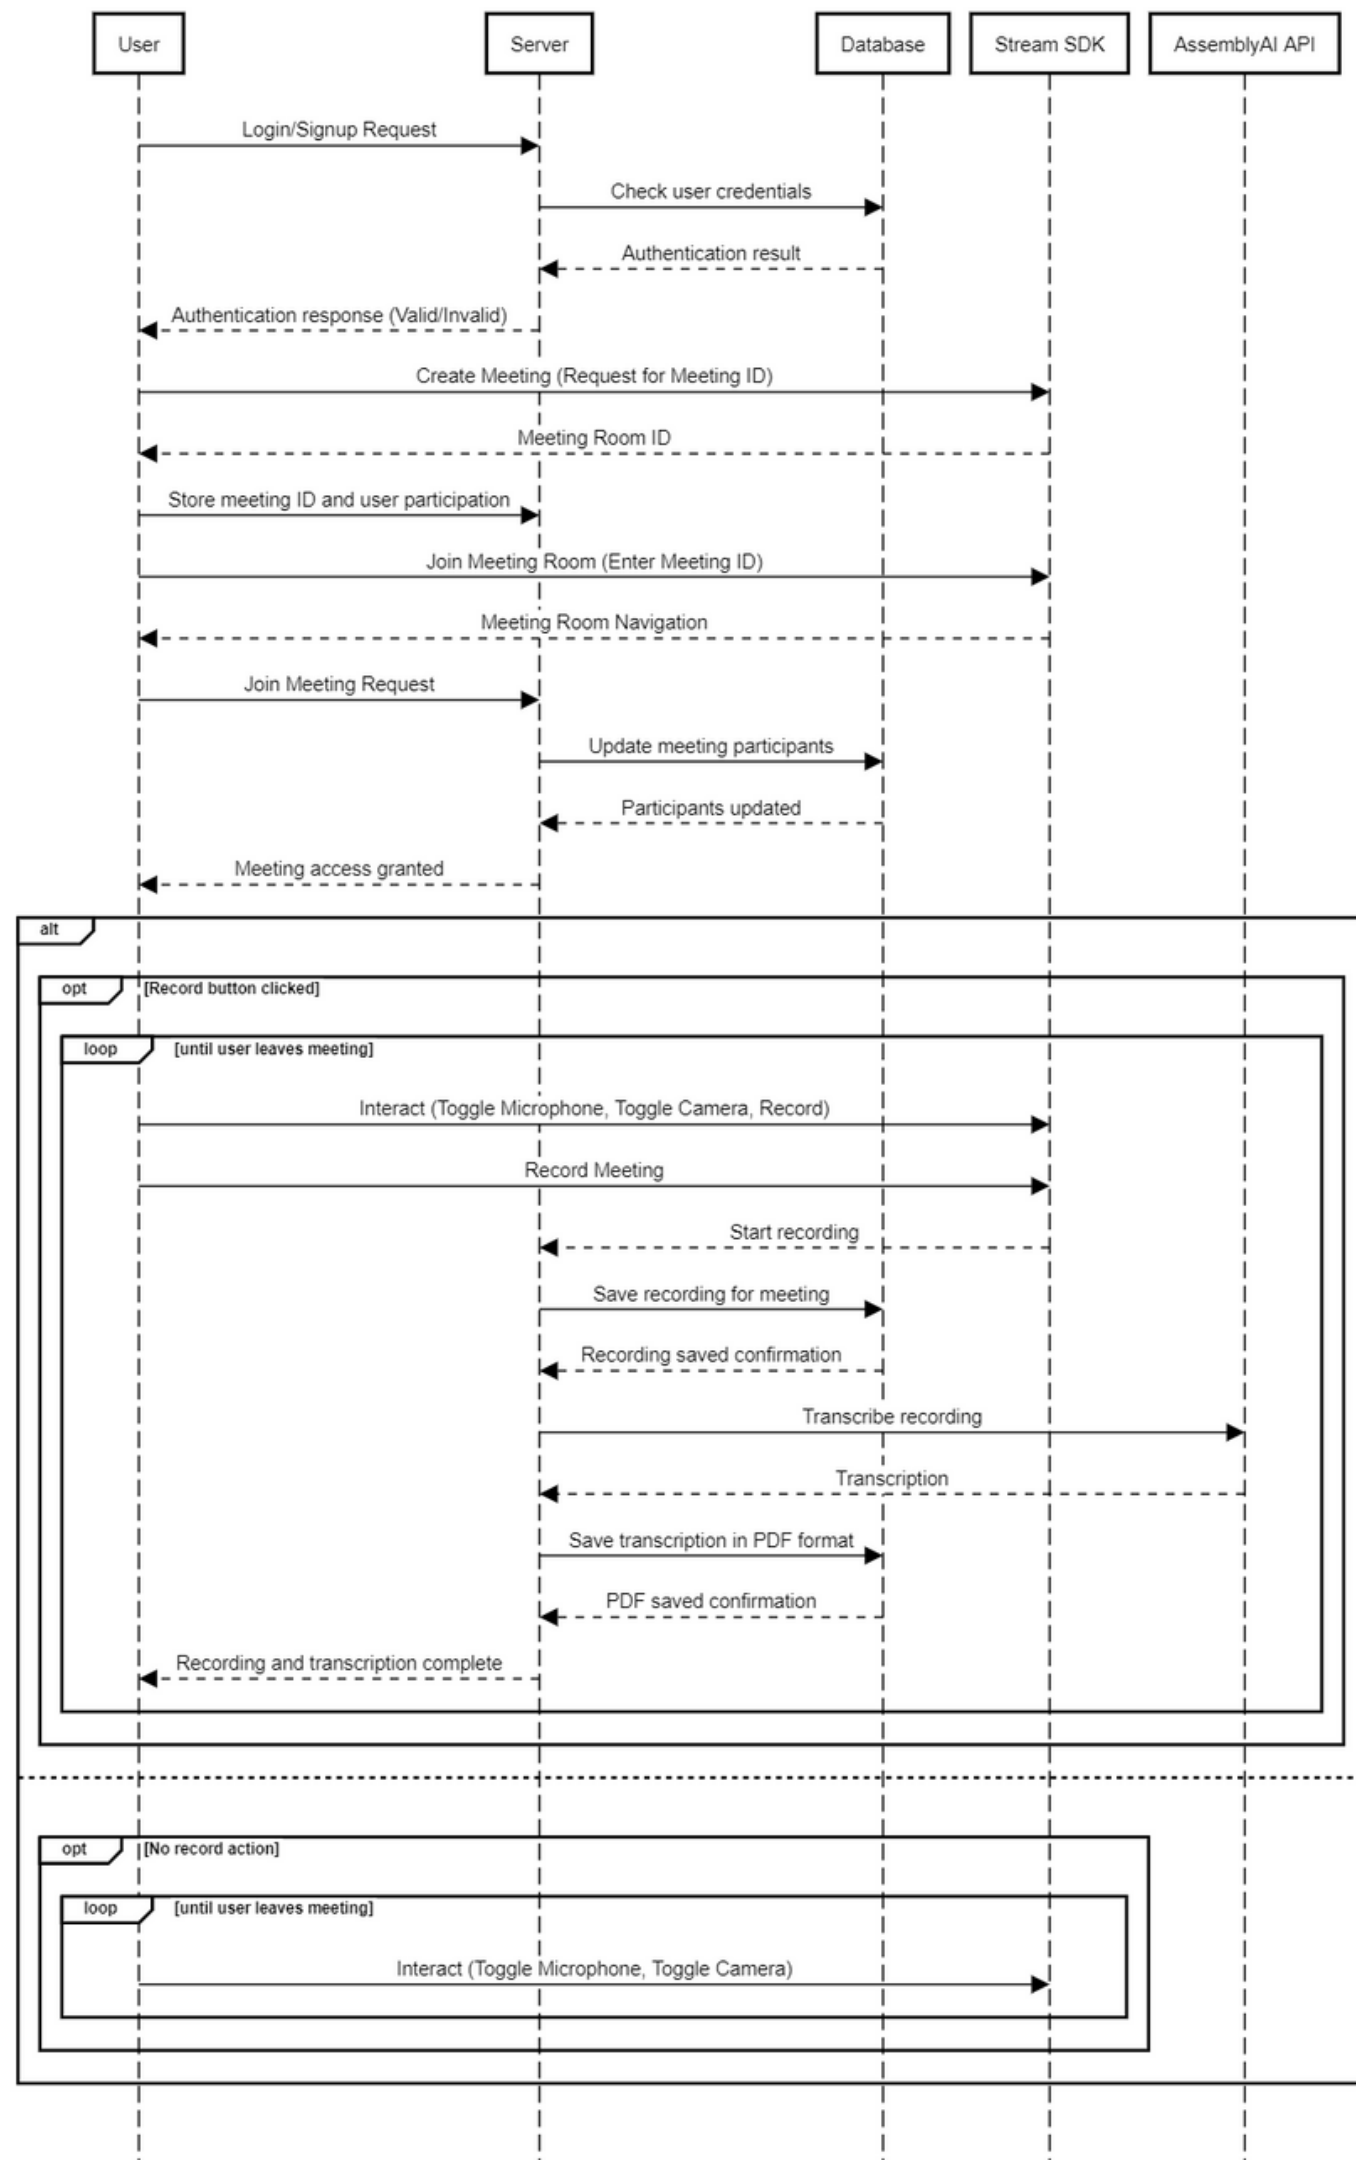 User
Server
Database
Stream SDK
AssemblyAI API
Login/Signup Request
Check user credentials
Authentication result
Authentication response (Valid/Invalid)
Create Meeting (Request for Meeting ID)
Meeting Room ID
Store meeting ID and user participation
Join Meeting Room (Enter Meeting ID)
Meeting Room Navigation
Join Meeting Request
Update meeting participants
Participants updated
Meeting access granted
alt
opt
[Record button clicked]
loop
[until user leaves meeting]
Interact (Toggle Microphone, Toggle Camera, Record)
Record Meeting
Start recording
Save recording for meeting
Recording saved confirmation
Transcribe recording
Transcription
Save transcription in PDF format
PDF saved confirmation
Recording and transcription complete
opt
[No record action]
loop
[until user leaves meeting]
Interact (Toggle Microphone, Toggle Camera)